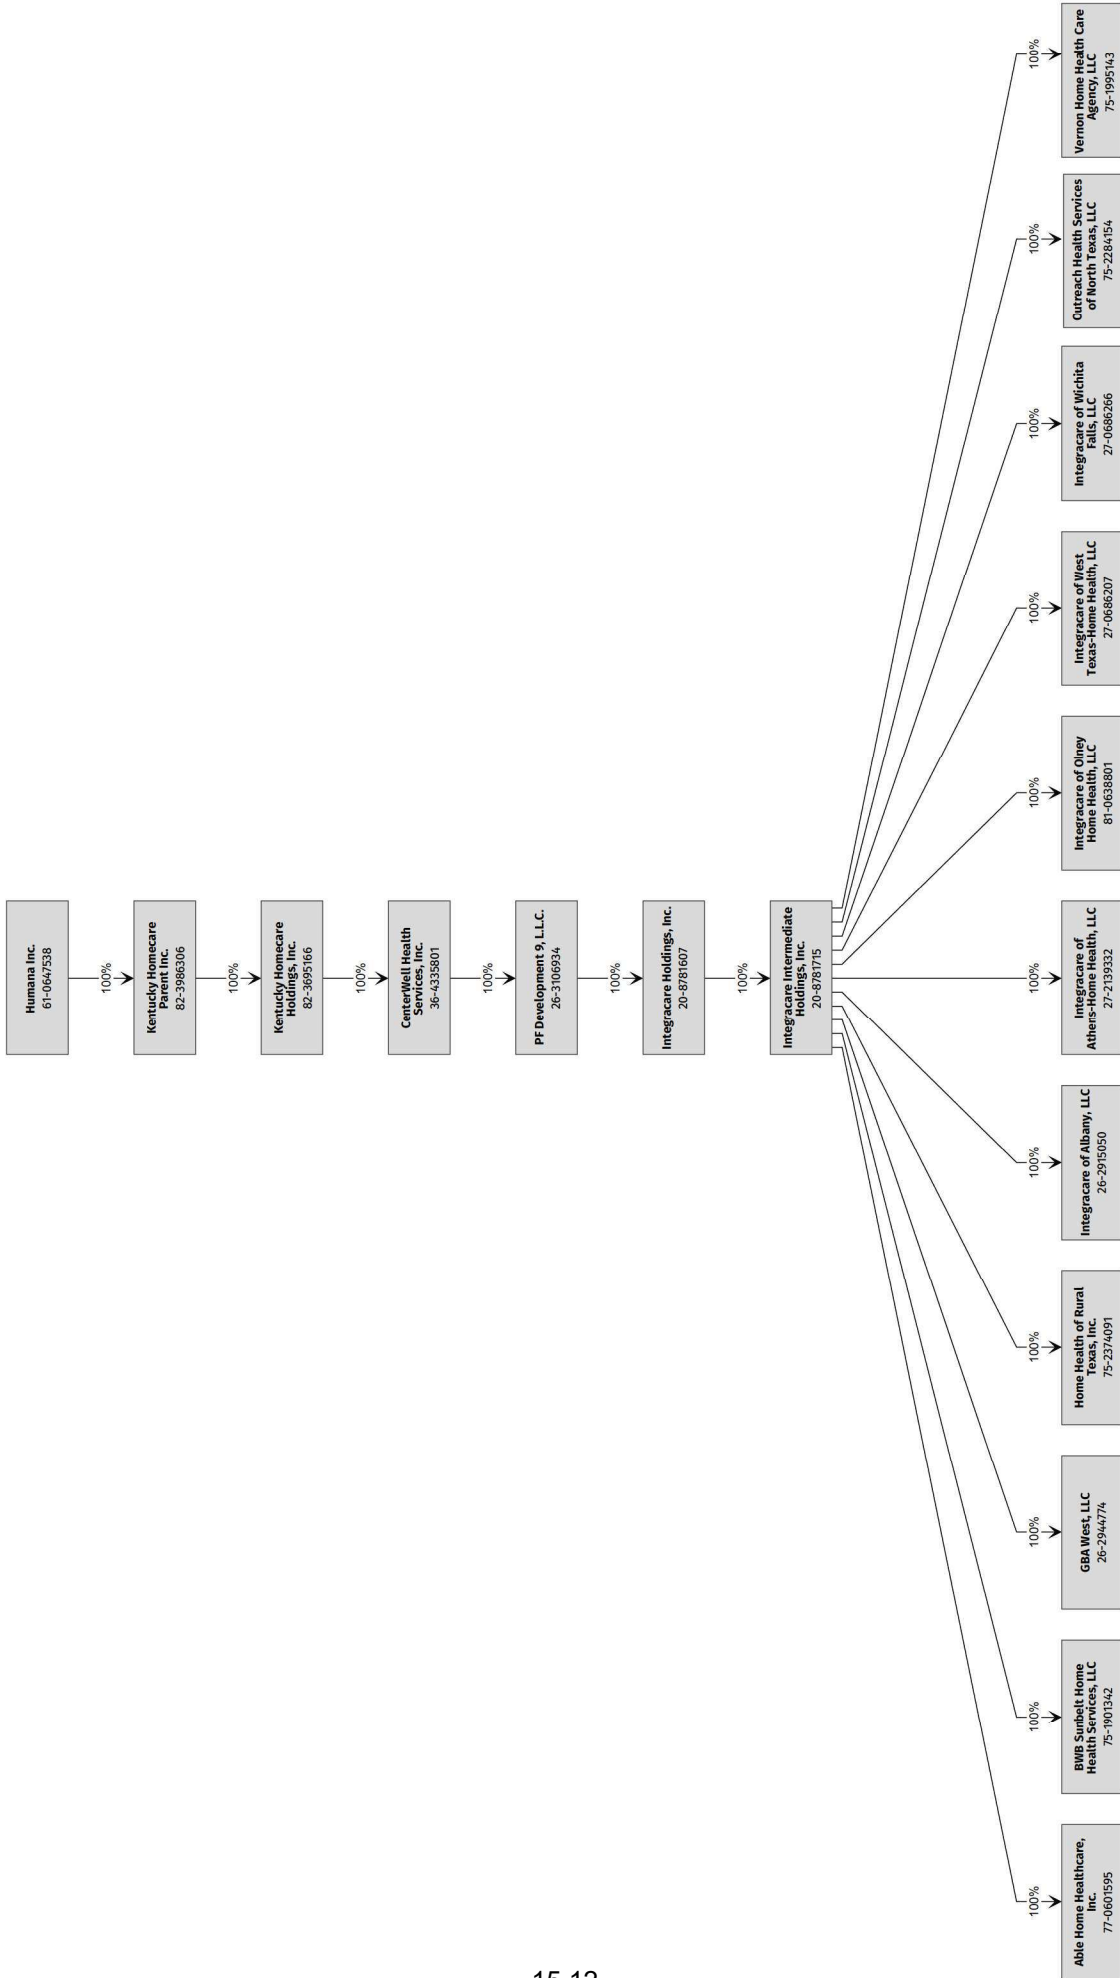 Humana Inc.
61-0647538
100%
Kentucky Homecare
Parent Inc.
82-3986306
100%
Kentucky Homecare
Holdings, Inc.
82-3695166
100%
CenterWell Health
Services, Inc.
36-4335801
100%
PF Development 9, L.L.C.
26-3106934
100%
Integracare Holdings, Inc.
20-8781607
100%
Integracare Intermediate
Holdings, Inc.
20-8781715
100%
Able Home Healthcare,
Inc.
77-0601595
100%
BWB Sunbelt Home
Health Services, LLC
75-1901342
100%
GBA West, LLC
26-2944774
100%
Home Health of Rural
Texas, Inc.
75-2374091
100%
Integracare of Albany, LLC
26-2915050
100%
Integracare of
Athens-Home Health, LLC
27-2139332
100%
Integracare of Olney
Home Health, LLC
81-0638801
100%
Integracare of West
Texas-Home Health, LLC
27-0686207
100%
Integracare of Wichita
Falls, LLC
27-0686266
100%
Outreach Health Services
of North Texas, LLC
75-2284154
100%
Vernon Home Health Care
Agency, LLC
75-1995143
15-12